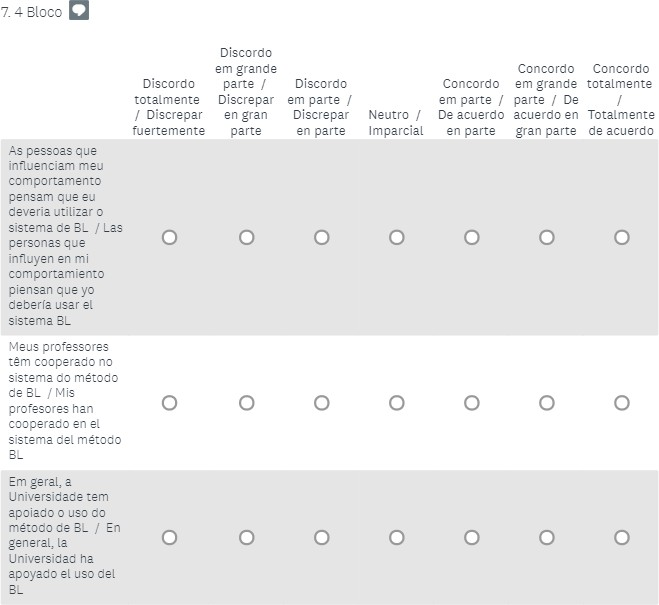 7. 4 Bloco
Discordo
totalmente
/ Discrepar
fuertemente
Discordo
em grande
parte /
Discrepar
en gran
parte
Discordo
em parte /
Discrepar
en parte
Neutro /
Imparcial
Concordo
em parte /
De acuerdo
en parte
Concordo
em grande
parte / De
acuerdo en
gran parte
Concordo
totalmente
/
Totalmente
de acuerdo
As pessoas que
influenciam meu
comportamento
pensam que eu
deveria utilizar o
sistema de BL / Las
personas que
influyen en mi
comportamiento
piensan que yo
debería usar el
sistema BL
Meus professores
têm cooperado no
sistema do método
de BL / Mis
profesores han
cooperado en el
sistema del método
BL
Em geral, a
Universidade tem
apoiado o uso do
método de BL / En
general, la
Universidad ha
apoyado el uso del
BL